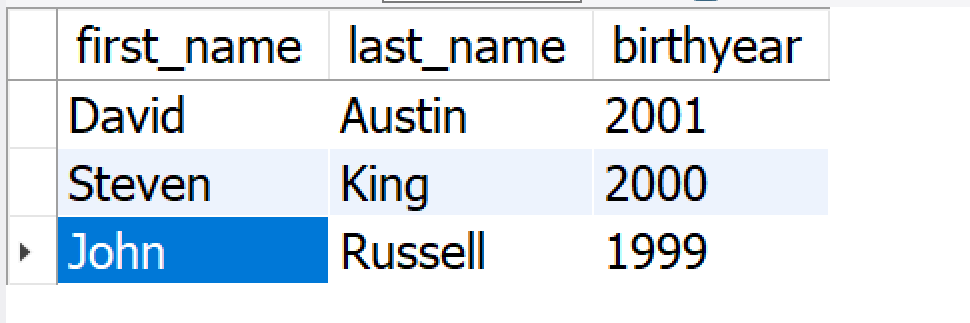 first_name last_name birthyear
David Austin 2001
Steven King 2000
John Russell 1999